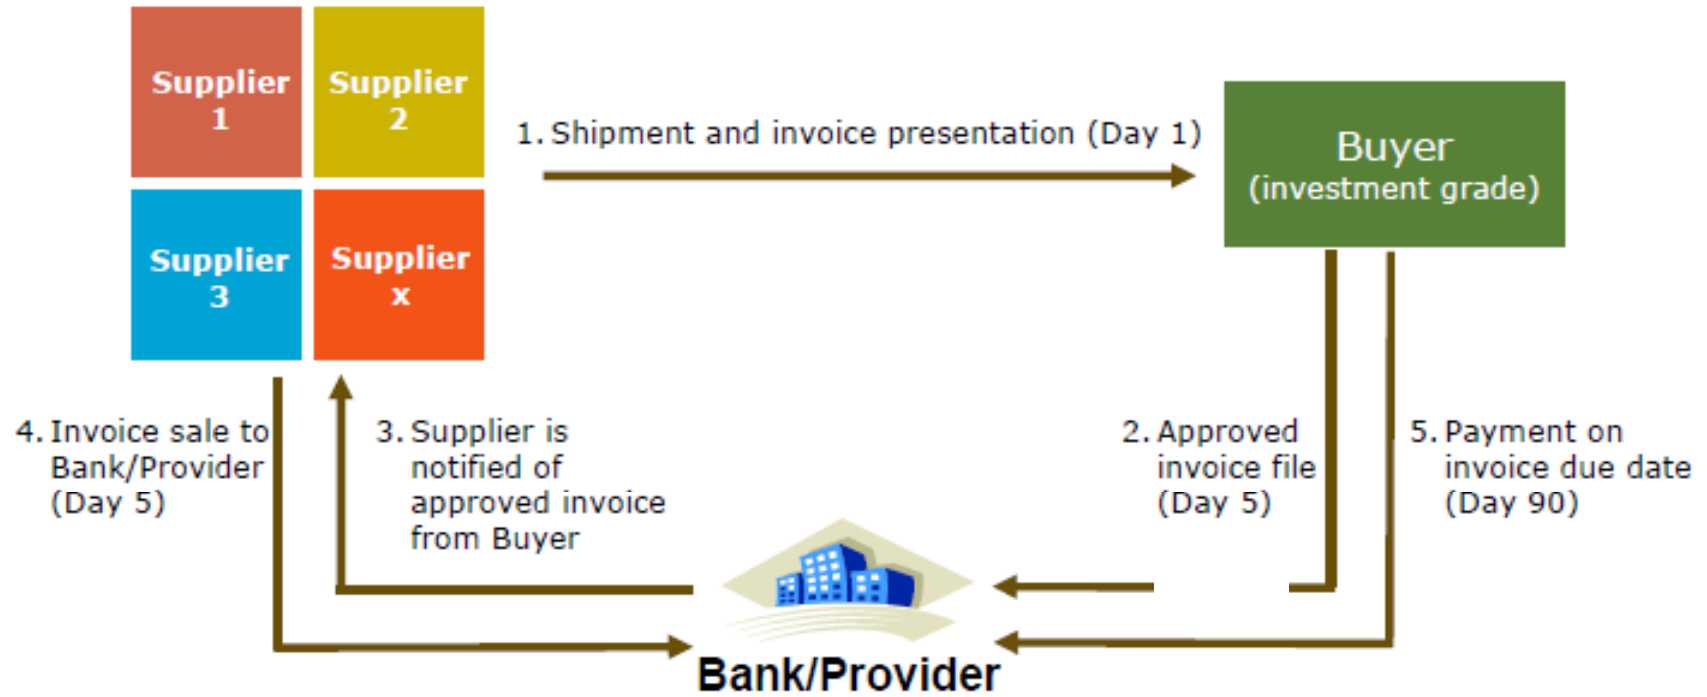 Supplier
1
Supplier
2
Supplier
3
Supplier
x
1. Shipment and invoice presentation (Day 1)
Buyer
(investment grade)
4. Invoice sale to
Bank/Provider
(Day 5)
3. Supplier is
notified of
approved invoice
from Buyer
2. Approved
invoice file
(Day 5)
5. Payment on
invoice due date
(Day 90)
Bank/Provider